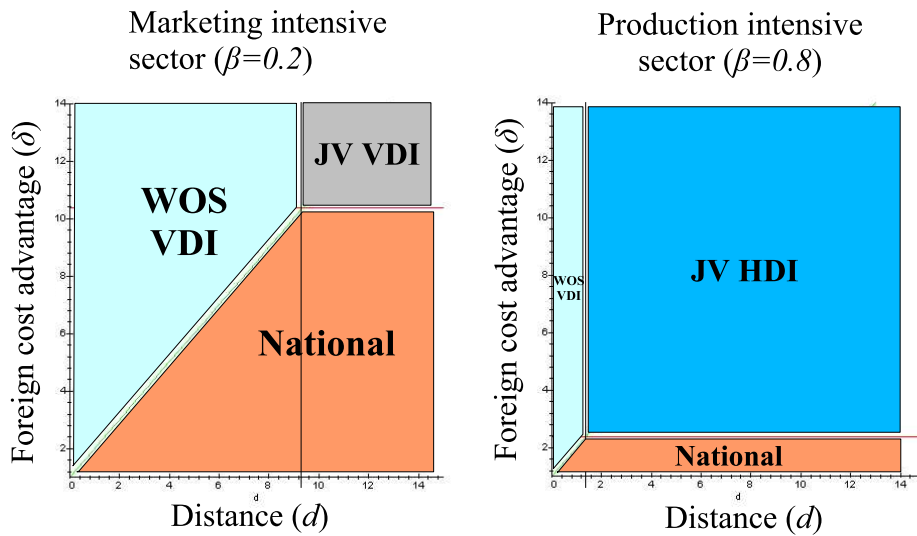 Marketing intensive
sector (β=0.2)
Production intensive
sector (β=0.8)
Foreign cost advantage (δ)
14
12
10
8
6
4
2
WOS
VDI
JV VDI
National
0
2
4
6
8
10
12
14
d
Distance (d)
Foreign cost advantage (δ)
14
12
10
8
6
4
2
WOS
VDI
JV HDI
National
0
2
4
6
8
10
12
14
d
Distance (d)